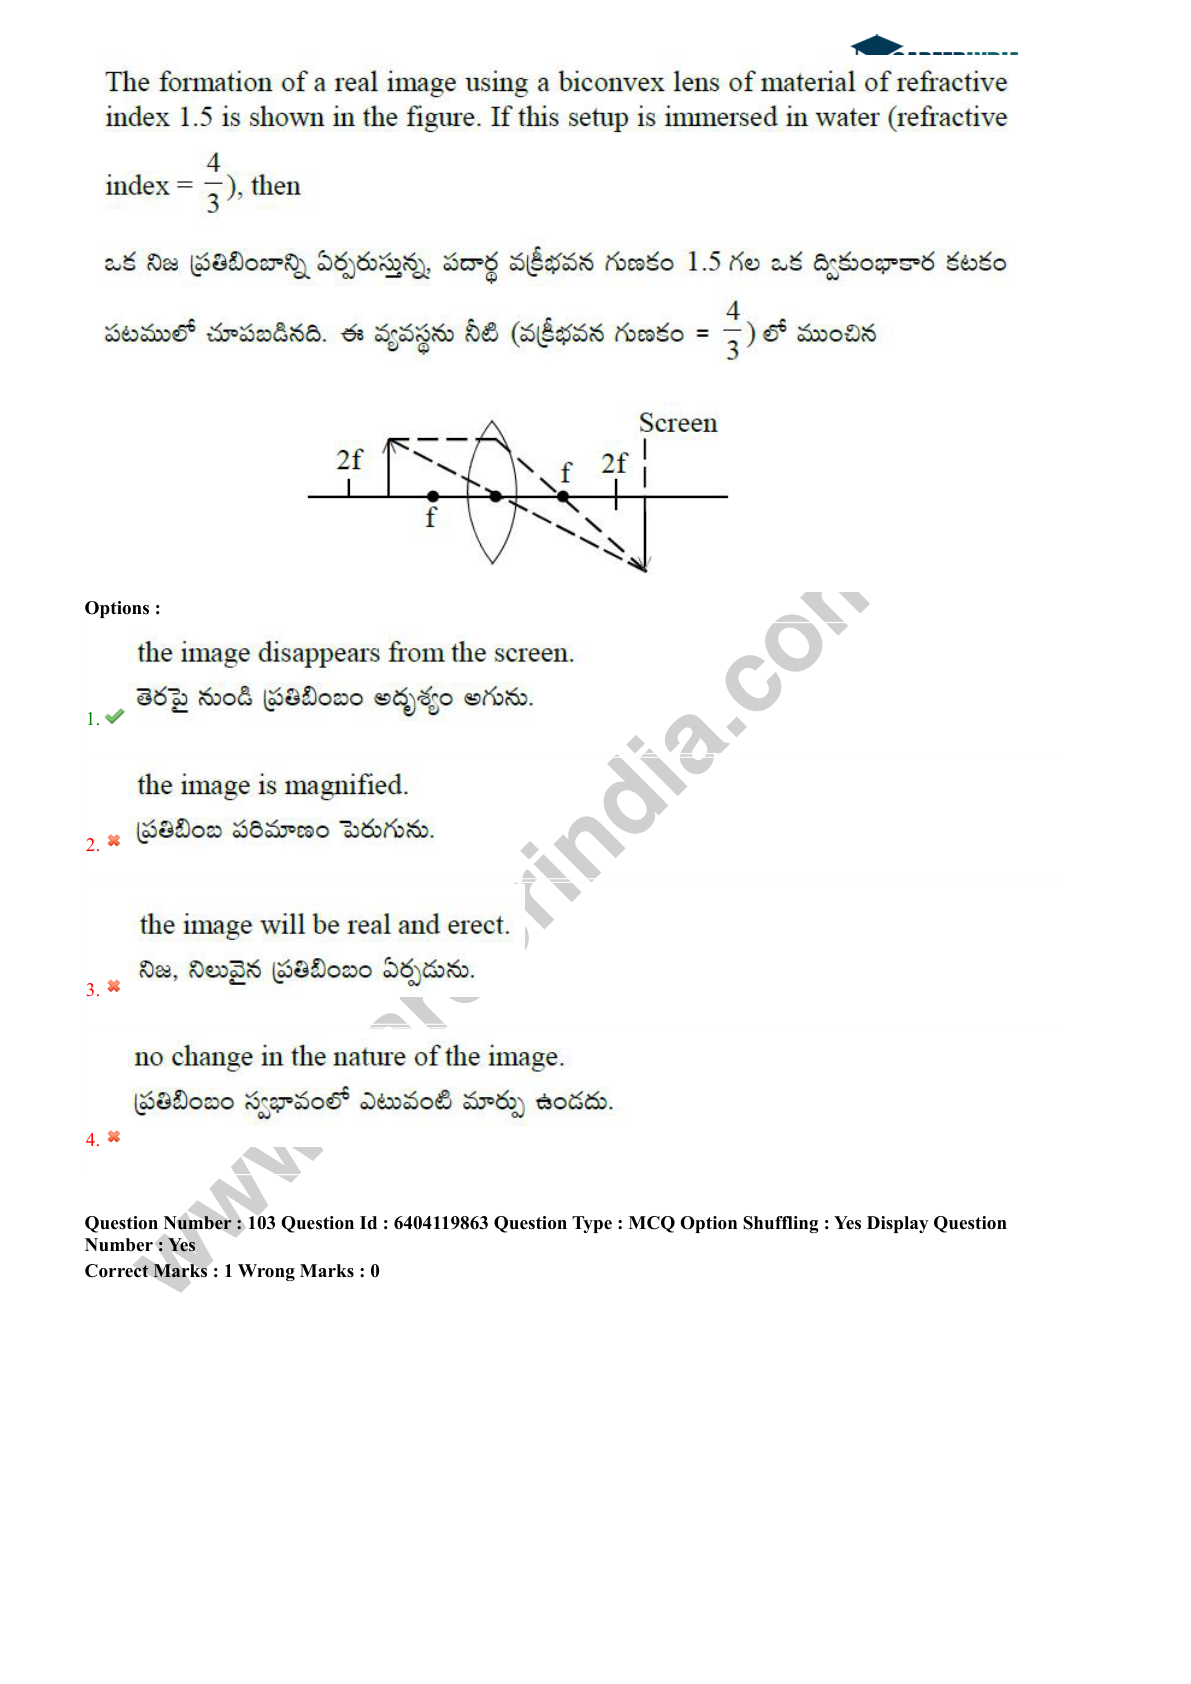 The formation of a real image using a biconvex lens of material of refractive
index 1.5 is shown in the figure. If this setup is immersed in water (refractive
index = 4/3), then
ఒక నిజ ప్రతిబింబాన్ని ఏర్పరుస్తున్న, పదార్థ వక్రీభవన గుణకం 1.5 గల ఒక ద్వికుంభాకార కటకం
పటములో చూపబడినది. ఈ వ్యవస్థను నీటి (వక్రీభవన గుణకం = 4/3) లో ముంచిన
Screen
2f
f
2f
f
Options :
the image disappears from the screen.
తెరపై నుండి ప్రతిబింబం అదృశ్యం అగును.
1.
the image is magnified.
ప్రతిబింబ పరిమాణం పెరుగును.
2.
the image will be real and erect.
నిజ, నిలువైన ప్రతిబింబం ఏర్పడును.
3.
no change in the nature of the image.
ప్రతిబింబం స్వభావంలో ఎటువంటి మార్పు ఉండదు.
4.
Question Number : 103 Question Id : 6404119863 Question Type : MCQ Option Shuffling : Yes Display Question
Number : Yes
Correct Marks : 1 Wrong Marks : 0